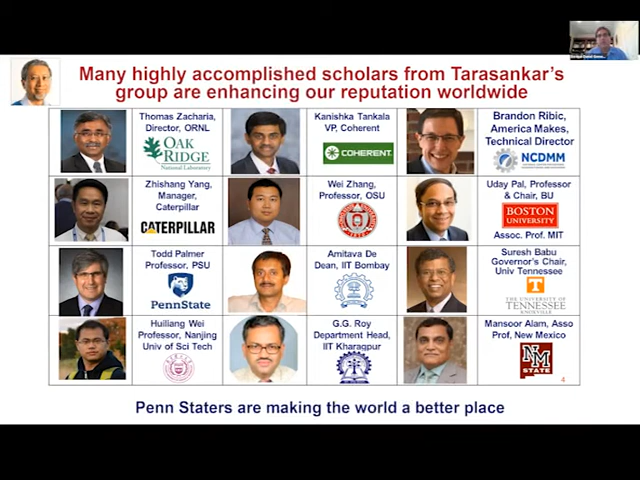 Many highly accomplished scholars from Tarasankar's
group are enhancing our reputation worldwide
Thomas Zacharia,
Director, ORNL
OAK
RIDGE
National Laboratory
Kanishka Tankala
VP, Coherent
COHERENT
Brandon Ribic,
America Makes,
Technical Director
NCDMM
Zhishang Yang,
Manager,
Caterpillar
CATERPILLAR
Wei Zhang,
Professor, OSU
Uday Pal, Professor
& Chair, BU
BOSTON
UNIVERSITY
Assoc. Prof. MIT
Todd Palmer
Professor, PSU
PennState
Amitava De
Dean, IIT Bombay
Suresh Babu
Governor's Chair,
Univ Tennessee
T
THE UNIVERSITY OF
TENNESSEE
KNOXVILLE
Huiliang Wei
Professor, Nanjing
Univ of Sci Tech
G.G. Roy
Department Head,
IIT Kharagpur
Mansoor Alam, Asso
Prof, New Mexico
NM
STATE
4
Penn Staters are making the world a better place